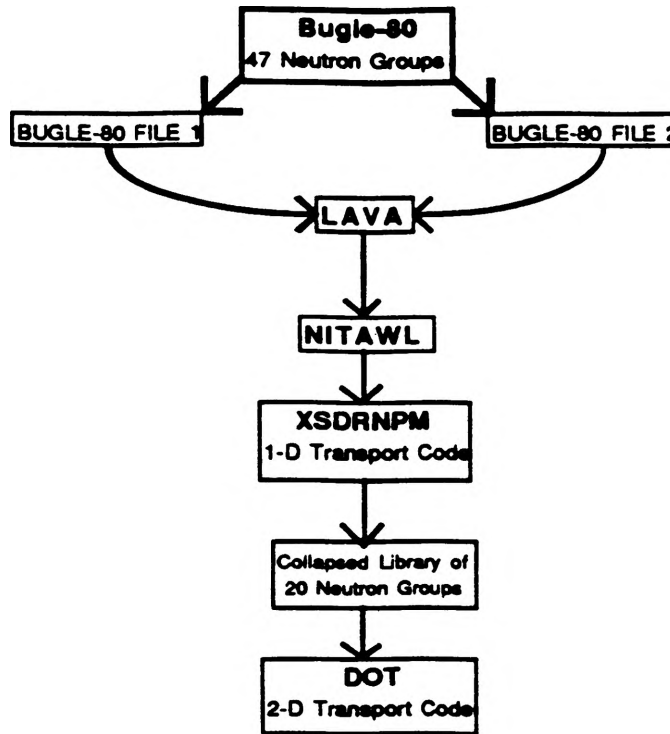 Bugle-80
47 Neutron Groups
BUGLE-80 FILE 1
BUGLE-80 FILE 2
LAVA
NITAWL
XSDRNPM
1-D Transport Code
Collapsed Library of
20 Neutron Groups
DOT
2-D Transport Code